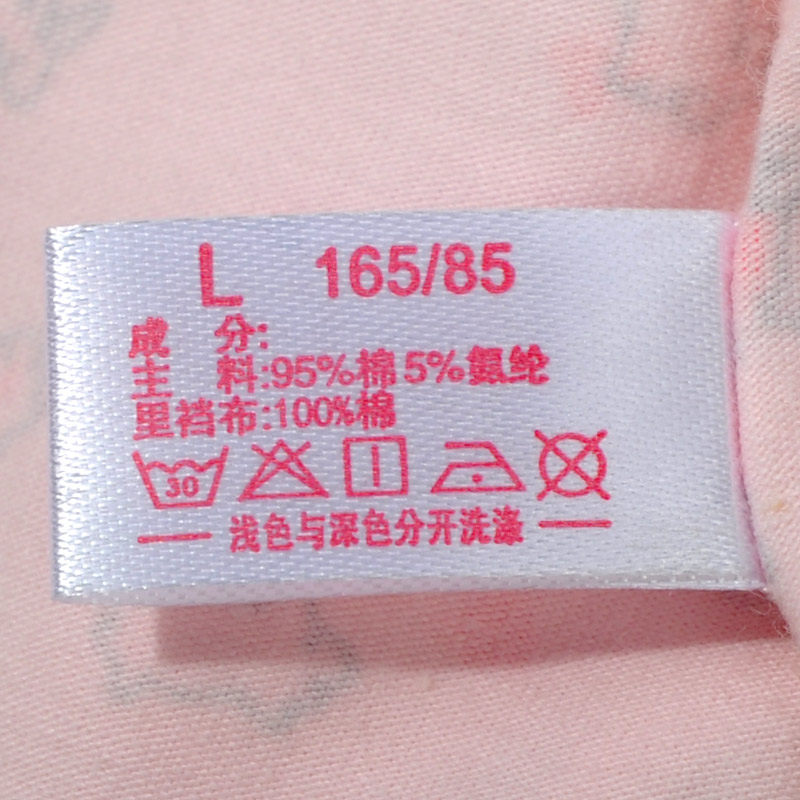 L 165/85
成 分:
主 料:95%棉5%氨纶
里裆布:100%棉
30
浅色与深色分开洗涤